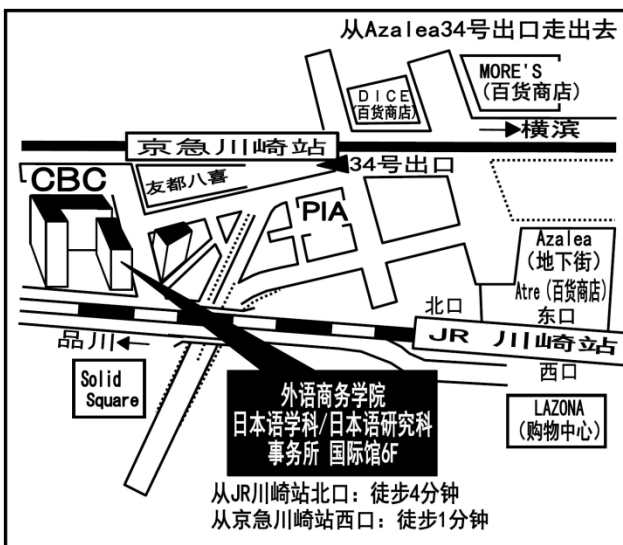 从Azalea34号出口走出去
MORE'S
(百货商店)
DICE
(百货商店)
→横滨
京急川崎站
34号出口
CBC
友都八喜
PIA
Azalea
(地下街)
Atre(百货商店)
北口
东口
JR 川崎站
品川←
西口
Solid
Square
LAZONA
(购物中心)
外语商务学院
日本语学科/日本语研究科
事务所 国际馆6F
从JR川崎站北口: 徒步4分钟
从京急川崎站西口: 徒步1分钟